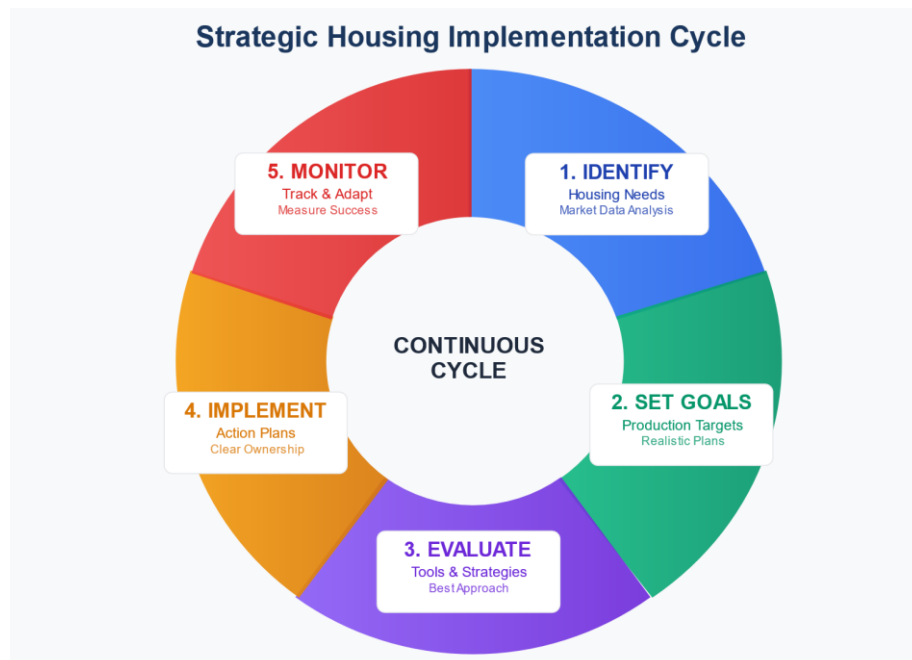 Strategic Housing Implementation Cycle
1. IDENTIFY
Housing Needs
Market Data Analysis
2. SET GOALS
Production Targets
Realistic Plans
3. EVALUATE
Tools & Strategies
Best Approach
4. IMPLEMENT
Action Plans
Clear Ownership
5. MONITOR
Track & Adapt
Measure Success
CONTINUOUS
CYCLE